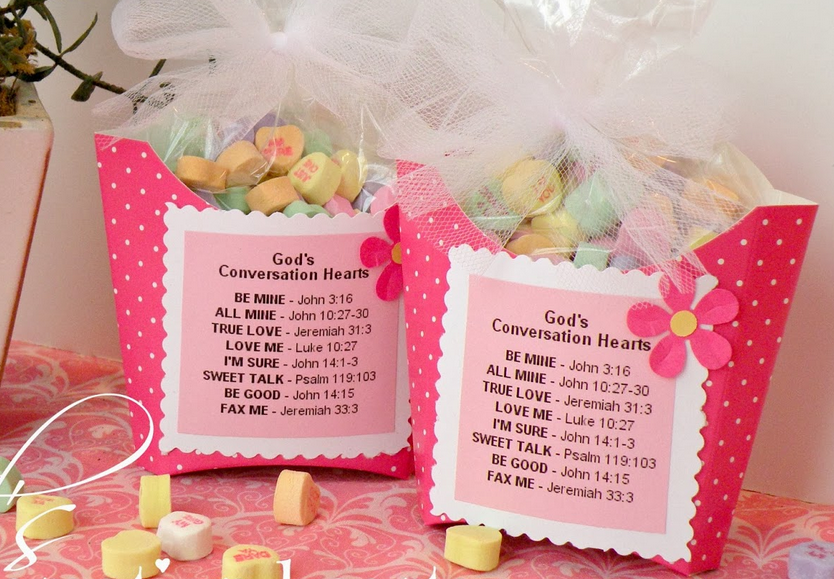 God's
Conversation Hearts
BE MINE - John 3:16
ALL MINE - John 10:27-30
TRUE LOVE - Jeremiah 31:3
LOVE ME - Luke 10:27
I'M SURE - John 14:1-3
SWEET TALK - Psalm 119:103
BE GOOD - John 14:15
FAX ME - Jeremiah 33:3
God's
Conversation Hearts
BE MINE - John 3:16
ALL MINE - John 10:27-30
TRUE LOVE - Jeremiah 31:3
LOVE ME - Luke 10:27
I'M SURE - John 14:1-3
SWEET TALK - Psalm 119:103
BE GOOD - John 14:15
FAX ME - Jeremiah 33:3